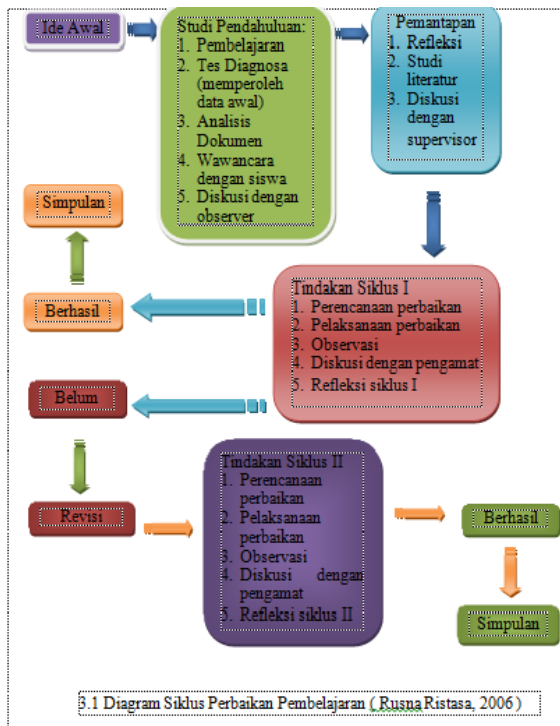 Ide Awal
Studi Pendahuluan:
1. Pembelajaran
2. Tes Diagnosa
(memperoleh
data awal)
3. Analisis
Dokumen
4. Wawancara
dengan siswa
5. Diskusi dengan
observer
Pemantapan
1. Refleksi
2. Studi
literatur
3. Diskusi
dengan
supervisor
Simpulan
Berhasil
Tindakan Siklus I
1. Perencanaan perbaikan
2. Pelaksanaan perbaikan
3. Observasi
4. Diskusi dengan pengamat
5. Refleksi siklus I
Belum
Revisi
Tindakan Siklus II
1. Perencanaan
perbaikan
2. Pelaksanaan
perbaikan
3. Observasi
4. Diskusi dengan
pengamat
5. Refleksi siklus II
Berhasil
Simpulan
3.1 Diagram Siklus Perbaikan Pembelajaran ( Rusna Ristasa, 2006 )